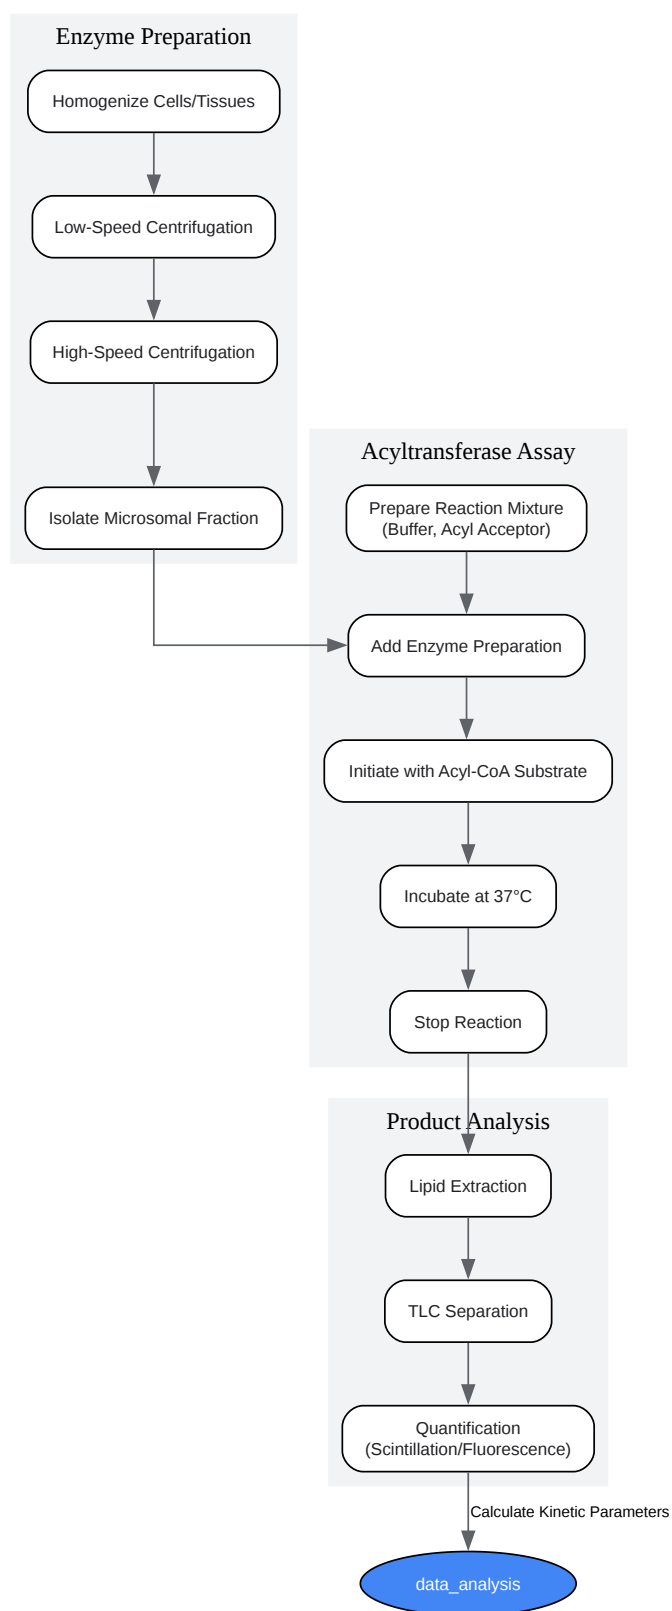 Enzyme Preparation
Homogenize Cells/Tissues
Low-Speed Centrifugation
High-Speed Centrifugation
Isolate Microsomal Fraction
Acyltransferase Assay
Prepare Reaction Mixture
(Buffer, Acyl Acceptor)
Add Enzyme Preparation
Initiate with Acyl-CoA Substrate
Incubate at 37°C
Stop Reaction
Product Analysis
Lipid Extraction
TLC Separation
Quantification
(Scintillation/Fluorescence)
Calculate Kinetic Parameters
data_analysis